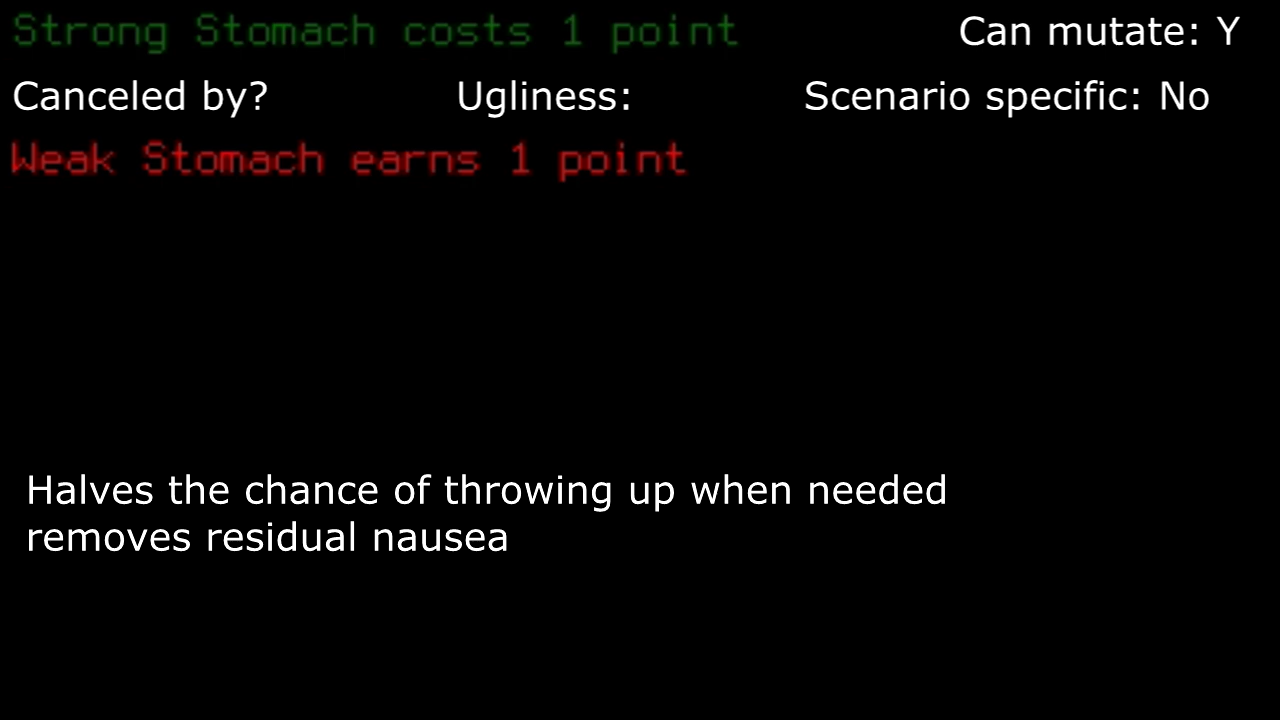 Strong Stomach costs 1 point Can mutate: Y
Canceled by? Ugliness: Scenario specific: No
Weak Stomach earns 1 point
Halves the chance of throwing up when needed
removes residual nausea